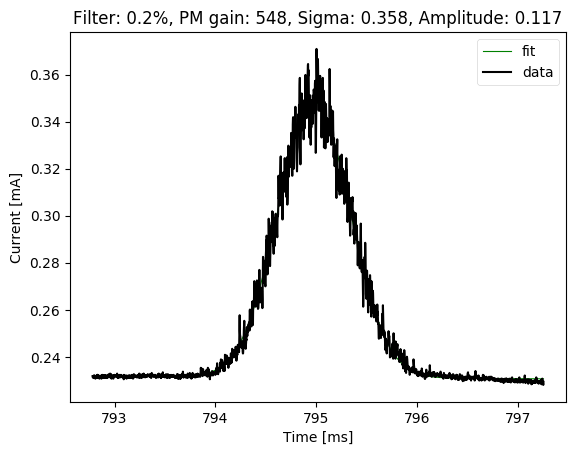 Filter: 0.2%, PM gain: 548, Sigma: 0.358, Amplitude: 0.117
fit
data
0.36
0.34
0.32
0.30
0.28
0.26
0.24
Current [mA]
793 794 795 796 797
Time [ms]